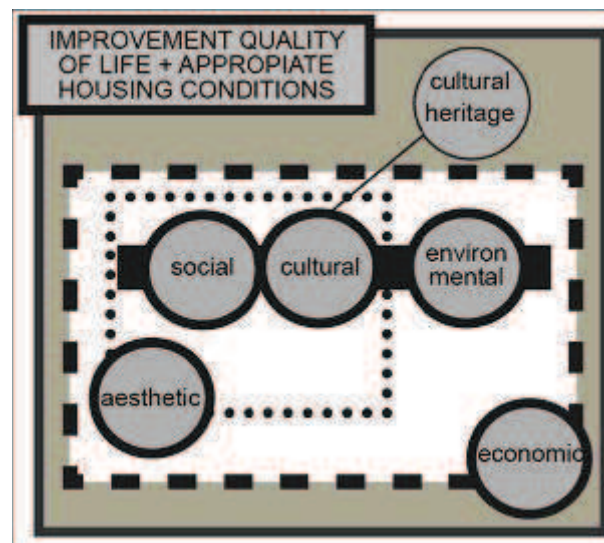 IMPROVEMENT QUALITY
OF LIFE + APPROPIATE
HOUSING CONDITIONS
cultural
heritage
social
cultural
environ
mental
aesthetic
economic